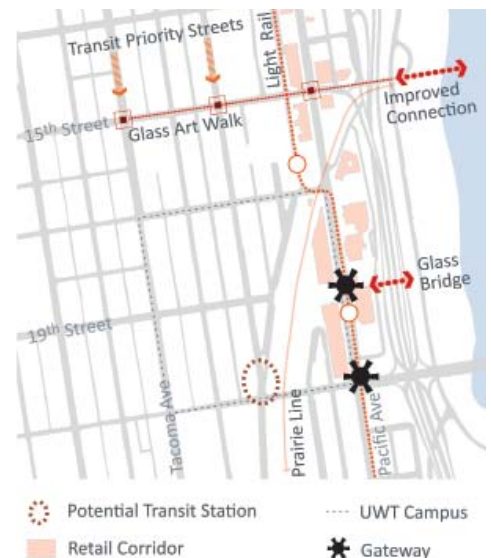 Transit Priority Streets
Light Rail
15th Street
Glass Art Walk
Improved
Connection
Glass
Bridge
19th Street
Tacoma Ave
Prairie Line
Pacific Ave
Potential Transit Station
UWT Campus
Retail Corridor
Gateway